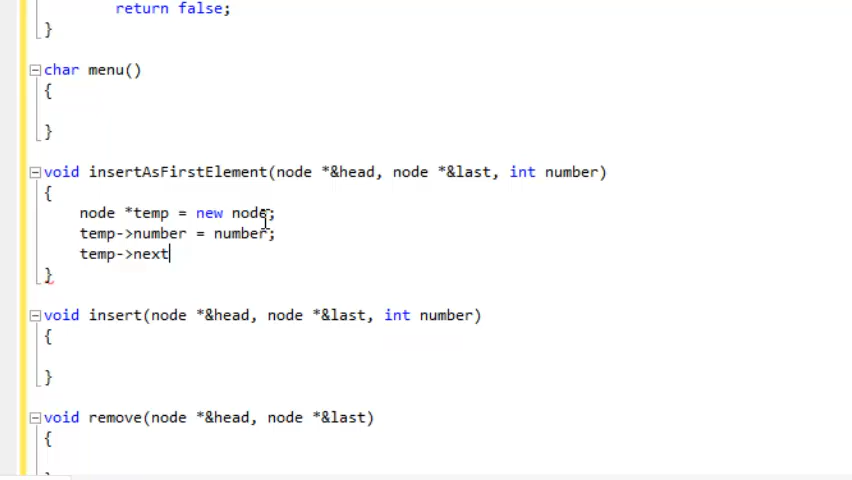 return false;
}
char menu()
{
}
void insertAsFirstElement(node *&head, node *&last, int number)
{
node *temp = new node;
temp->number = number;
temp->next
}
void insert(node *&head, node *&last, int number)
{
}
void remove(node *&head, node *&last)
{